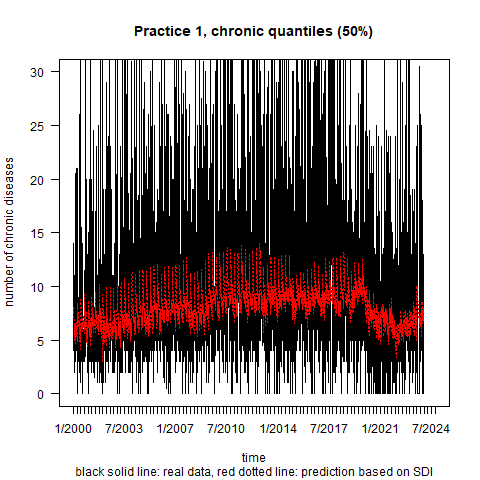 Practice 1, chronic quantiles (50%)
number of chronic diseases
30
25
20
15
10
5
0
1/2000 7/2003 1/2007 7/2010 1/2014 7/2017 1/2021 7/2024
time
black solid line: real data, red dotted line: prediction based on SDI